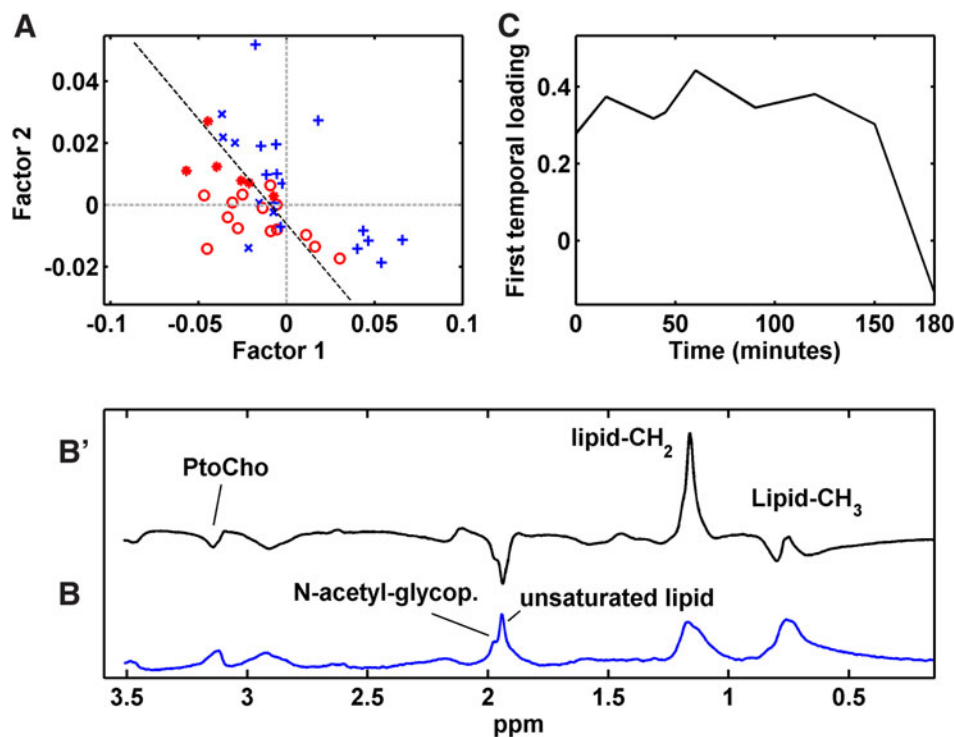 A
Factor 2
0.04
0.02
0
-0.02
-0.1
-0.05
0
0.05
0.1
Factor 1
C
First temporal loading
0.4
0.2
0
0
50
100
150
180
Time (minutes)
B’
PtoCho
lipid-CH₂
Lipid-CH₃
B
N-acetyl-glycop.
unsaturated lipid
3.5
3
2.5
2
1.5
1
0.5
ppm